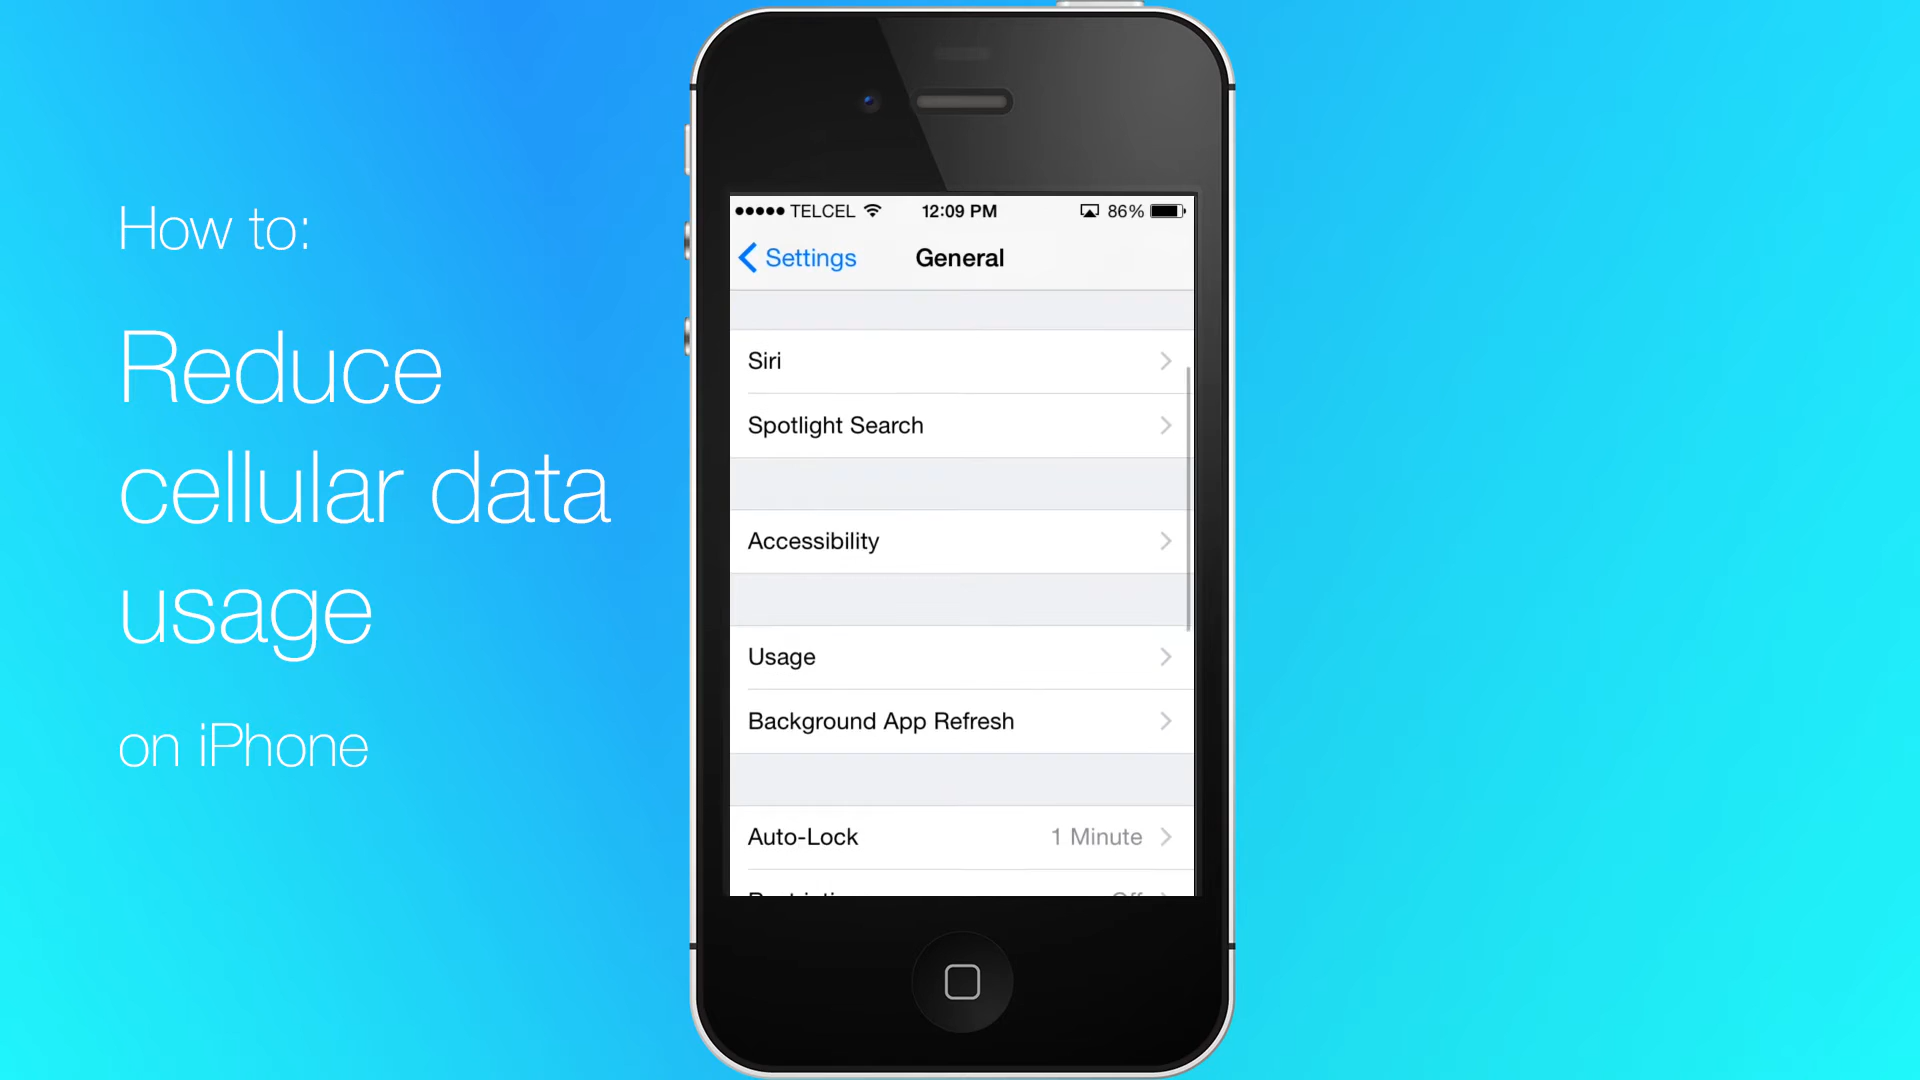 How to:
Reduce
cellular data
usage
on iPhone
TELCEL 12:09 PM 86%
Settings General
Siri
Spotlight Search
Accessibility
Usage
Background App Refresh
Auto-Lock 1 Minute